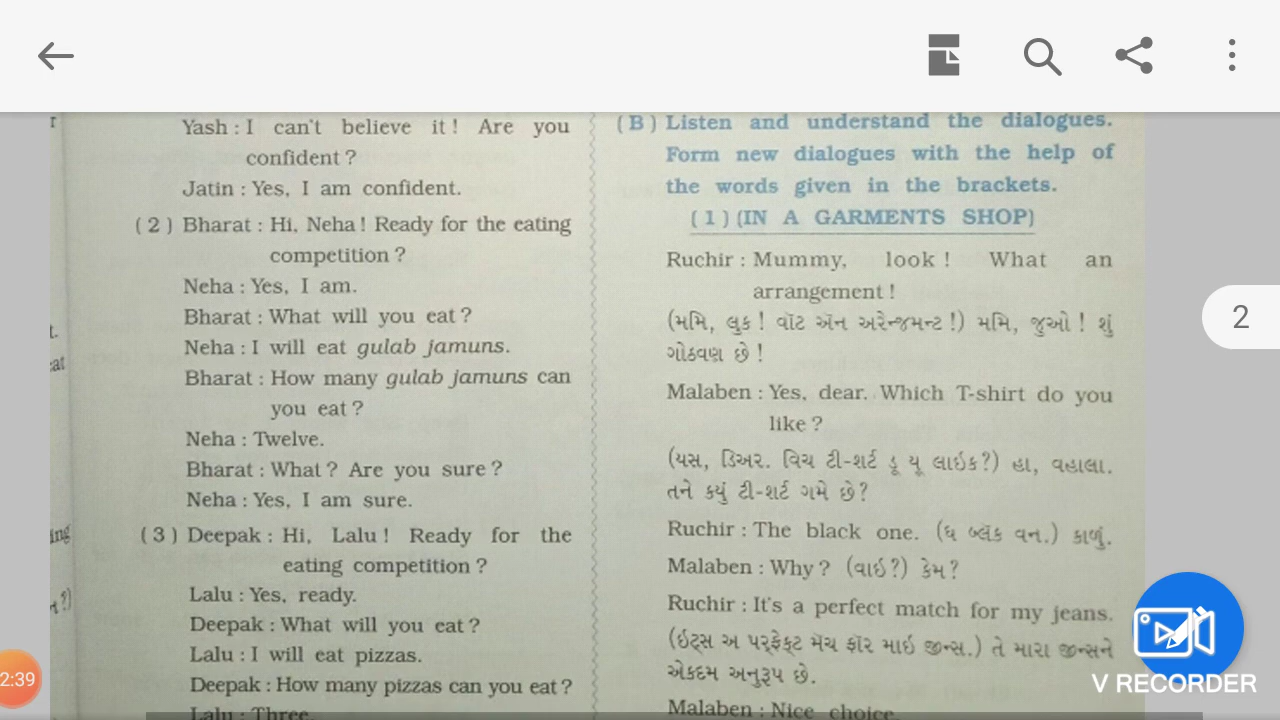 Yash : I can't believe it ! Are you
confident ?
Jatin : Yes, I am confident.
( 2 ) Bharat : Hi, Neha ! Ready for the eating
competition ?
Neha : Yes, I am.
Bharat : What will you eat ?
Neha : I will eat gulab jamuns.
Bharat : How many gulab jamuns can
you eat ?
Neha : Twelve.
Bharat : What ? Are you sure ?
Neha : Yes, I am sure.
( 3 ) Deepak : Hi, Lalu ! Ready for the
eating competition ?
Lalu : Yes, ready.
Deepak : What will you eat ?
Lalu : I will eat pizzas.
Deepak : How many pizzas can you eat ?
Lalu : Three.
( B ) Listen and understand the dialogues.
Form new dialogues with the help of
the words given in the brackets.
( 1 ) (IN A GARMENTS SHOP)
Ruchir : Mummy, look ! What an
arrangement !
(મમિ, લુક ! વૉટ ઍન અરેન્જમન્ટ !) મમિ, જુઓ ! શું
ગોઠવણ છે !
Malaben : Yes, dear. Which T-shirt do you
like ?
(યસ, ડિઅર. વિચ ટી-શર્ટ ડૂ યૂ લાઇક?) હા, વહાલા.
તને કયું ટી-શર્ટ ગમે છે?
Ruchir : The black one. (ધ બ્લૅક વન.) કાળું.
Malaben : Why ? (વાઇ?) કેમ?
Ruchir : It's a perfect match for my jeans.
(ઇટ્સ અ પર્ફેક્ટ મૅચ ફૉર માઇ જીન્સ.) તે મારા જીન્સને
એકદમ અનુરૂપ છે.
Malaben : Nice choice.
2
2:39
V RECORDER